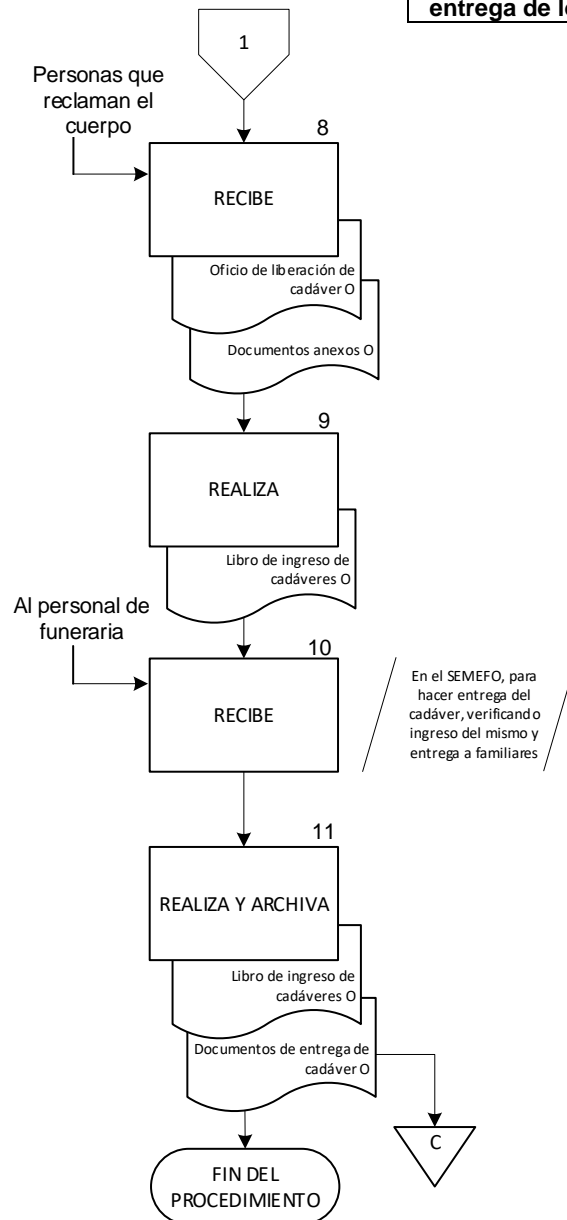 entrega de lo
1
Personas que
reclaman el
cuerpo
8
RECIBE
Oficio de liberación de
cadáver O
Documentos anexos O
9
REALIZA
Libro de ingreso de
cadáveres O
Al personal de
funeraria
10
RECIBE
En el SEMEFO, para
hacer entrega del
cadáver, verificando
ingreso del mismo y
entrega a familiares
11
REALIZA Y ARCHIVA
Libro de ingreso de
cadáveres O
Documentos de entrega de
cadáver O
C
FIN DEL
PROCEDIMIENTO